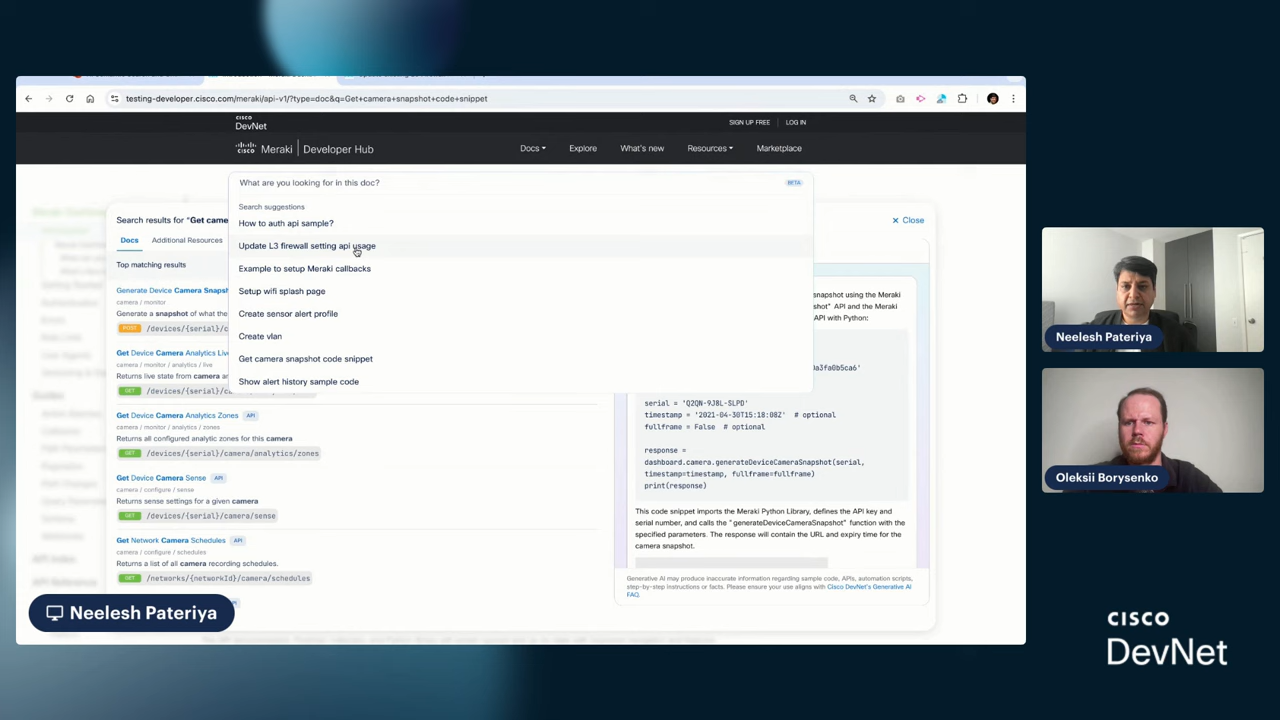 testing-developer.cisco.com/meraki/api-v1/?type=doc&q=Get+camera+snapshot+code+snippet
CISCO
DevNet
SIGN UP FREE | LOG IN
CISCO Meraki | Developer Hub
Docs
Explore
What's new
Resources
Marketplace
What are you looking for in this doc?
BETA
Search suggestions
How to auth api sample?
Update L3 firewall setting api usage
Example to setup Meraki callbacks
Setup wifi splash page
Create sensor alert profile
Create vlan
Get camera snapshot code snippet
Show alert history sample code
Search results for "Get came
× Close
Docs
Additional Resources
Top matching results
Generate Device Camera Snapsh
camera / monitor
Generate a snapshot of what the
POST /devices/{serial}/c
Get Device Camera Analytics Live
camera / monitor / analytics / live
Returns live state from camera an
GET /devices/{serial}/camera/analytics/live
Get Device Camera Analytics Zones API
camera / monitor / analytics / zones
Returns all configured analytic zones for this camera
GET /devices/{serial}/camera/analytics/zones
Get Device Camera Sense API
camera / configure / sense
Returns sense settings for a given camera
GET /devices/{serial}/camera/sense
Get Network Camera Schedules API
camera / configure / schedules
Returns a list of all camera recording schedules.
GET /networks/{networkId}/camera/schedules
snapshot using the Meraki
shot" API and the Meraki
API with Python:
0a3fa0b5ca6'
serial = 'Q2QN-9J8L-SLPD'
timestamp = '2021-04-30T15:18:08Z' # optional
fullframe = False # optional
response =
dashboard.camera.generateDeviceCameraSnapshot(serial,
timestamp=timestamp, fullframe=fullframe)
print(response)
This code snippet imports the Meraki Python Library, defines the API key and
serial number, and calls the "generateDeviceCameraSnapshot" function with the
specified parameters. The response will contain the URL and expiry time for the
camera snapshot.
Generative AI may produce inaccurate information regarding sample code, APIs, automation scripts,
step-by-step instructions or facts. Please ensure your use aligns with Cisco DevNet's Generative AI
FAQ.
Neelesh Pateriya
Neelesh Pateriya
Oleksii Borysenko
CISCO
DevNet